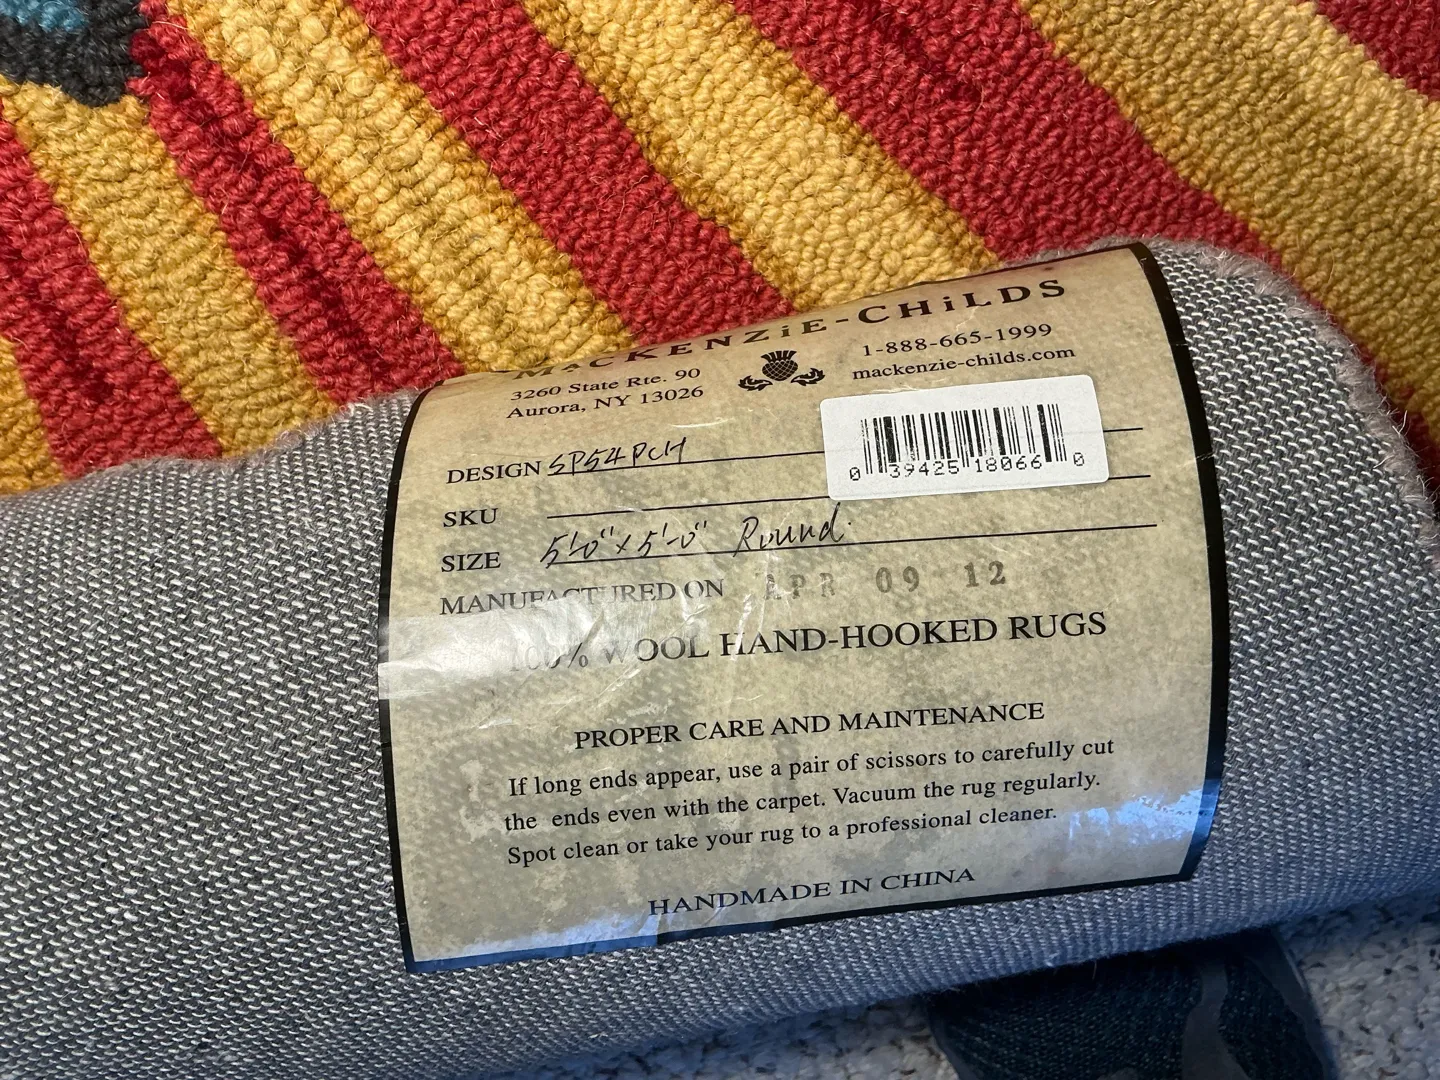 MACKENZiE-CHiLDS
3260 State Rte. 90
Aurora, NY 13026
1-888-665-1999
mackenzie-childs.com
DESIGN SP54PCH
0 39425 18066 0
SKU
SIZE 5'-0" x 5'-0" Round.
MANUFACTURED ON APR 09 12
100% WOOL HAND-HOOKED RUGS
PROPER CARE AND MAINTENANCE
If long ends appear, use a pair of scissors to carefully cut
the ends even with the carpet. Vacuum the rug regularly.
Spot clean or take your rug to a professional cleaner.
HANDMADE IN CHINA